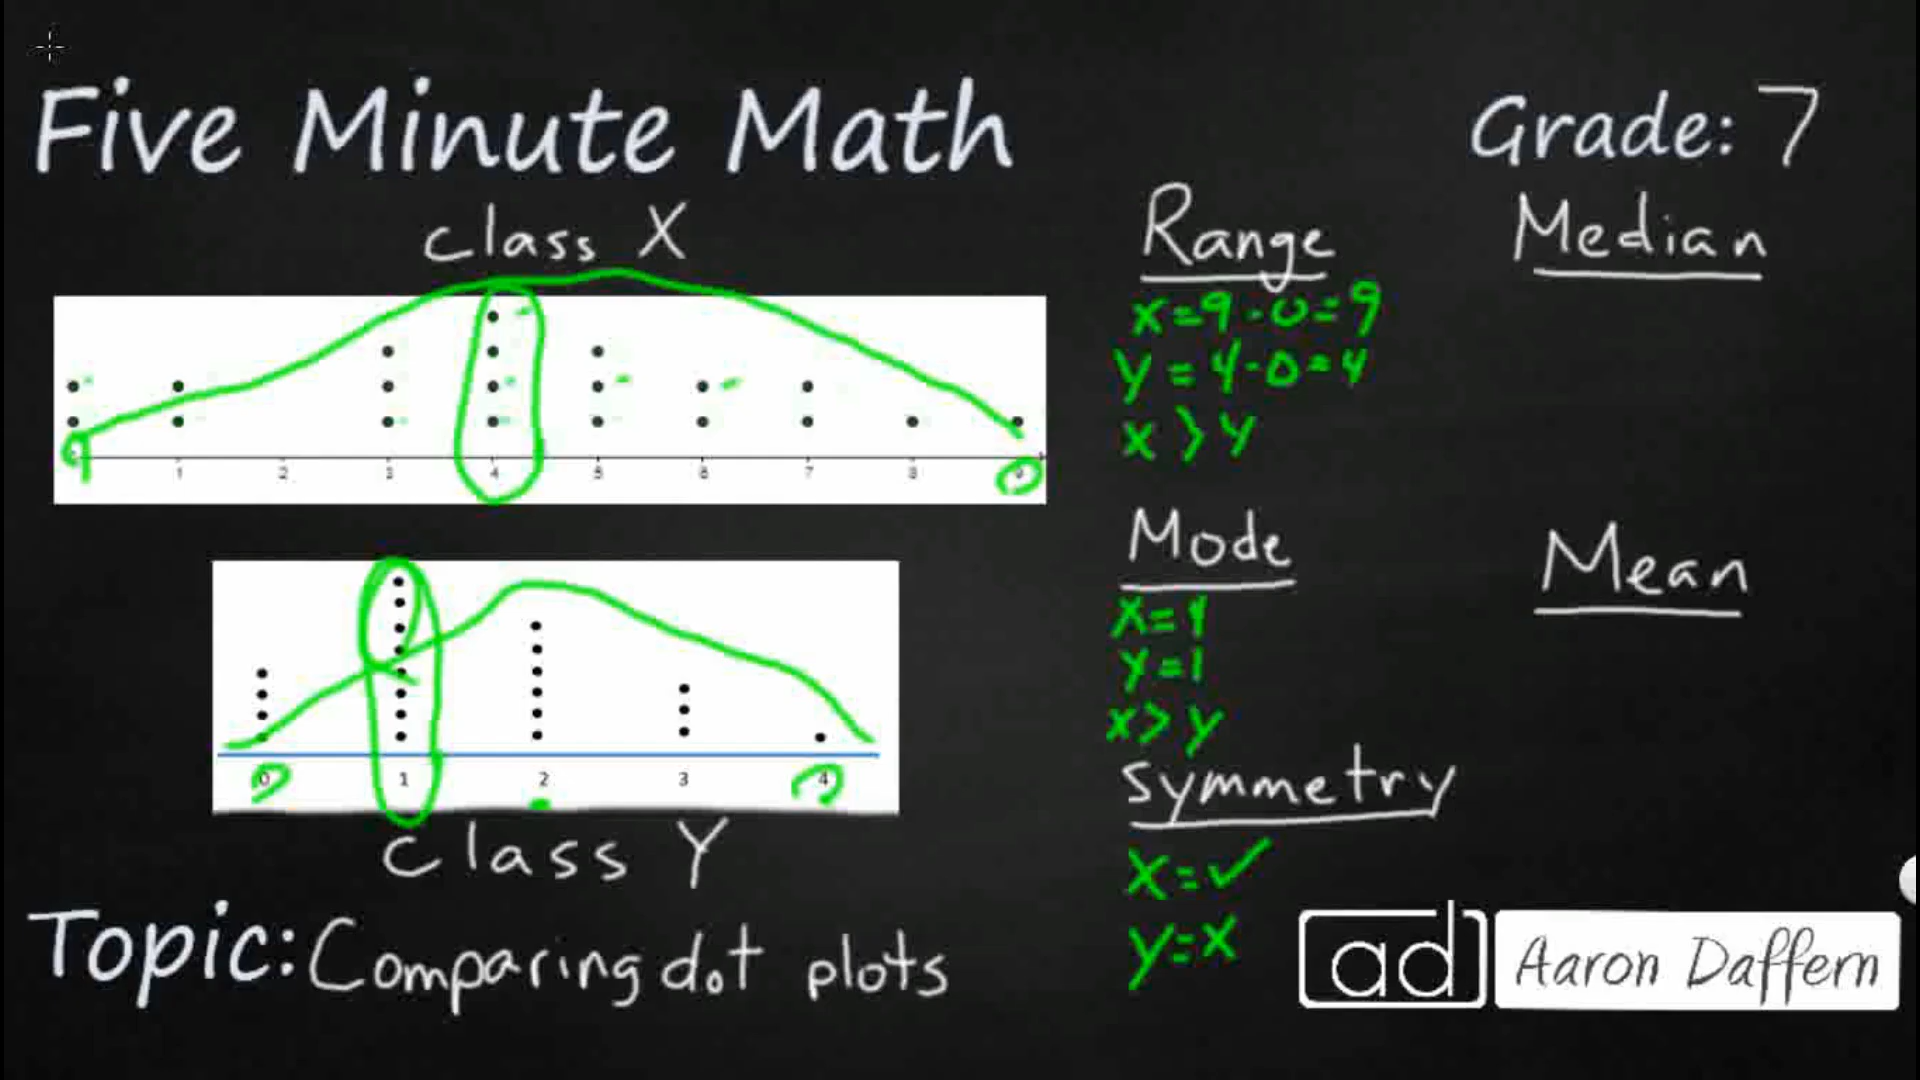 Five Minute Math
Grade: 7
Class X
1 2 3 4 5 6 7 8 9
0 1 2 3 4
Class Y
Range
x=9-0=9
y=4-0=4
x>y
Median
Mode
x=4
y=1
x>y
Mean
Symmetry
x=✓
y=x
Topic: Comparing dot plots
ad Aaron Daffern